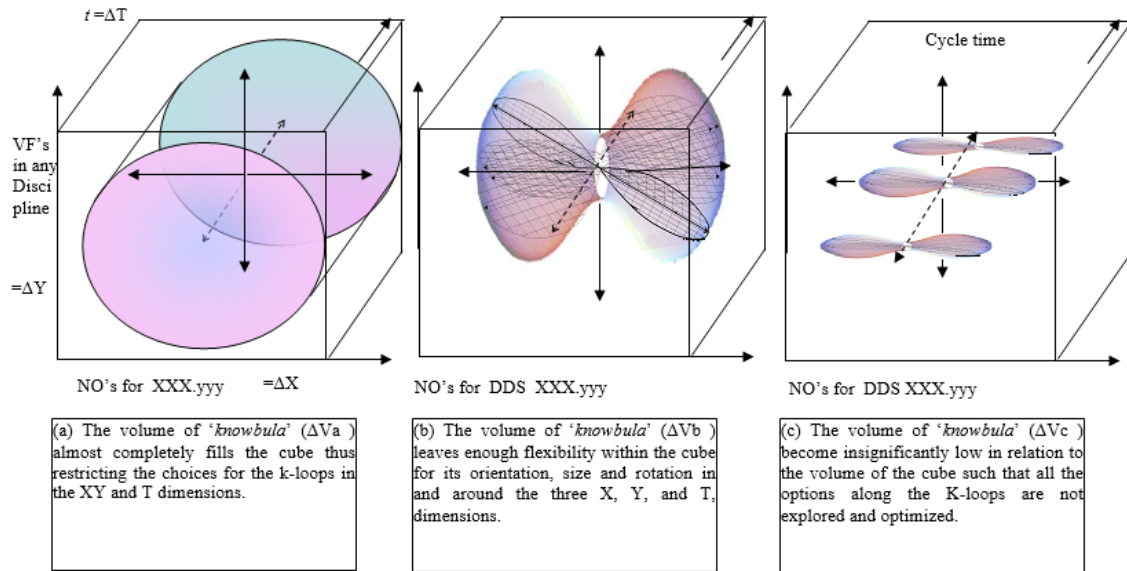 t =ΔT
VF's
in any
Disci
pline
=ΔY
NO's for XXX.yyy
=ΔX
(a) The volume of 'knowbula' (ΔVa )
almost completely fills the cube thus
restricting the choices for the k-loops in
the XY and T dimensions.
NO's for DDS XXX.yyy
(b) The volume of 'knowbula' (ΔVb )
leaves enough flexibility within the cube
for its orientation, size and rotation in
and around the three X, Y, and T,
dimensions.
Cycle time
NO's for DDS XXX.yyy
(c) The volume of 'knowbula' (ΔVc )
become insignificantly low in relation to
the volume of the cube such that all the
options along the K-loops are not
explored and optimized.